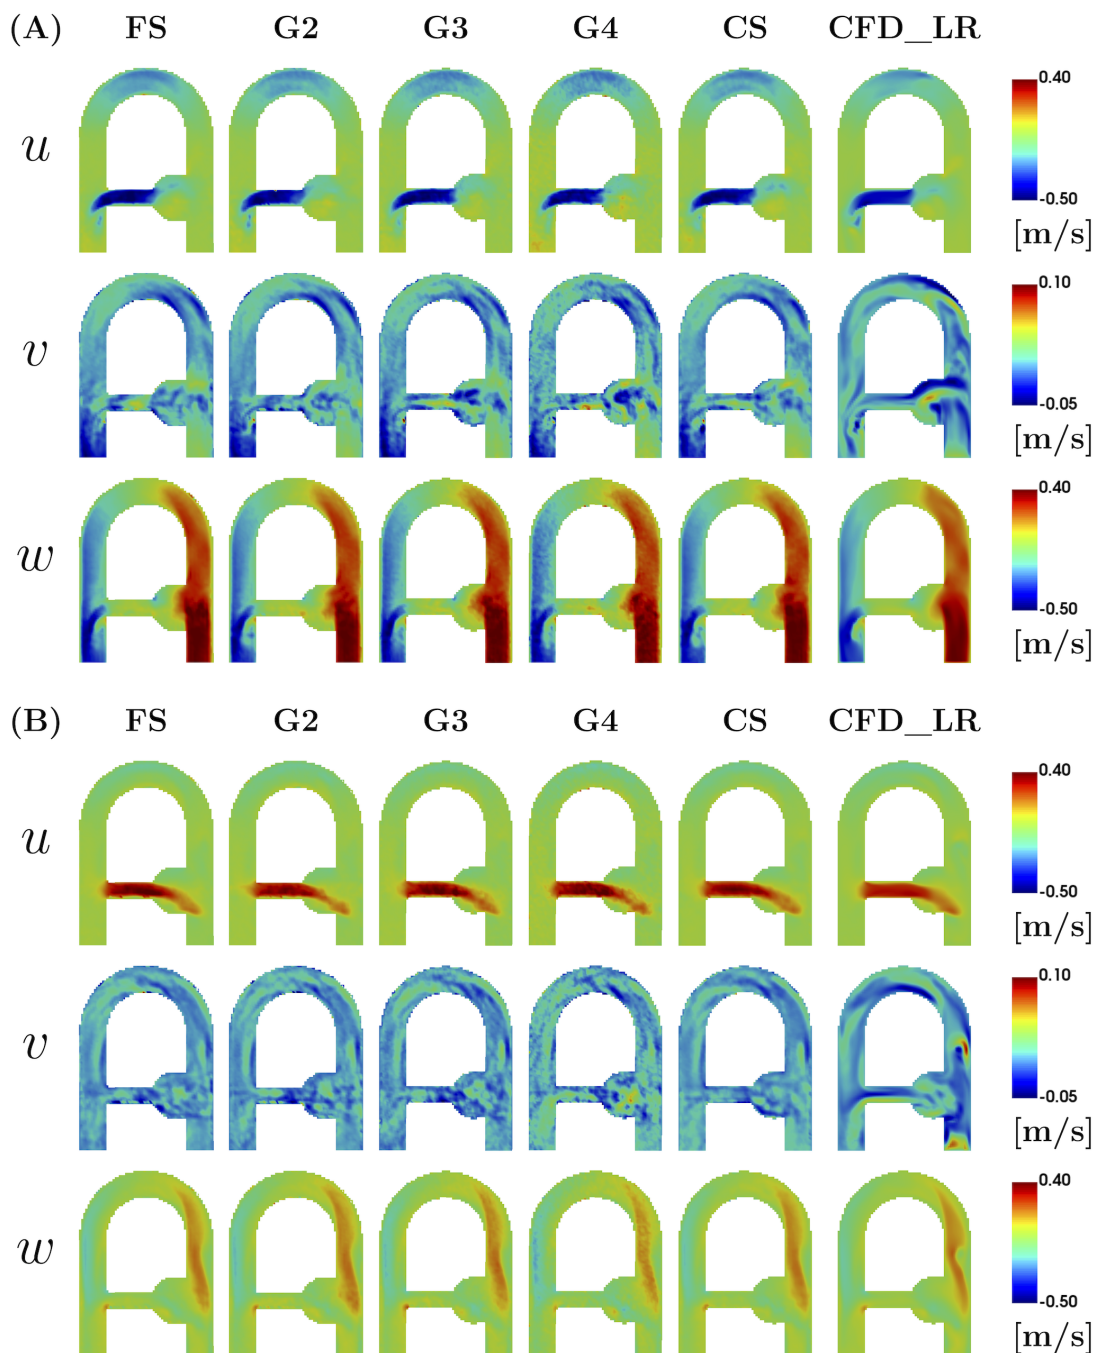 (A) FS G2 G3 G4 CS CFD_LR
u 0.40 -0.50 [m/s]
v 0.10 -0.05 [m/s]
w 0.40 -0.50 [m/s]
(B) FS G2 G3 G4 CS CFD_LR
u 0.40 -0.50 [m/s]
v 0.10 -0.05 [m/s]
w 0.40 -0.50 [m/s]